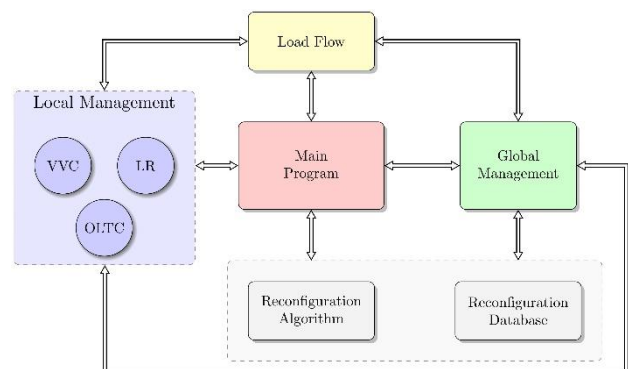 Load Flow
Local Management
VVC
LR
OLTC
Main
Program
Global
Management
Reconfiguration
Algorithm
Reconfiguration
Database